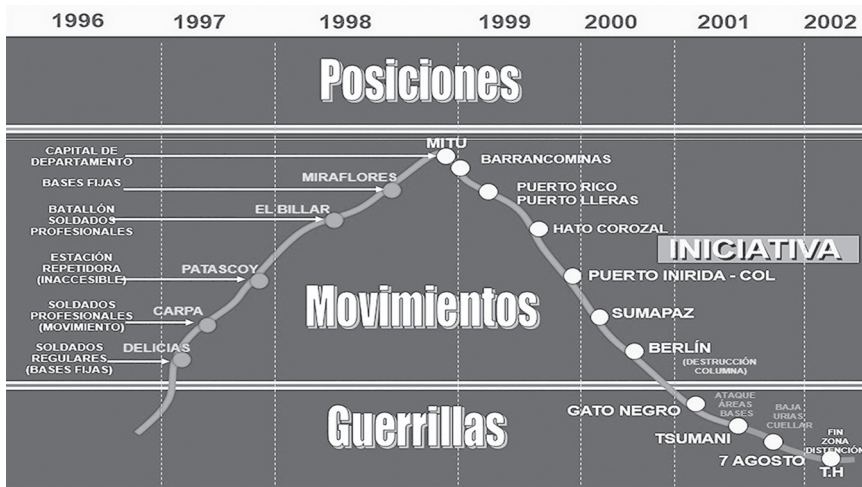 1996 1997 1998 1999 2000 2001 2002
Posiciones
MITU
CAPITAL DE
DEPARTAMENTO
BARRANCOMINAS
BASES FIJAS
MIRAFLORES
PUERTO RICO
PUERTO LLERAS
BATALLÓN
SOLDADOS
PROFESIONALES
EL BILLAR
HATO COROZAL
INICIATIVA
ESTACIÓN
REPETIDORA
(INACCESIBLE)
PATASCOY
PUERTO INIRIDA - COL
Movimientos
SOLDADOS
PROFESIONALES
(MOVIMIENTO)
CARPA
SUMAPAZ
SOLDADOS
REGULARES
(BASES FIJAS)
DELICIAS
BERLÍN
(DESTRUCCIÓN
COLUMNA)
Guerrillas
GATO NEGRO
ATAQUE
ÁREAS
BASES
TSUMANI
BAJA
URIAS
CUELLAR
7 AGOSTO
FIN
ZONA
DISTENCIÓN
T.H